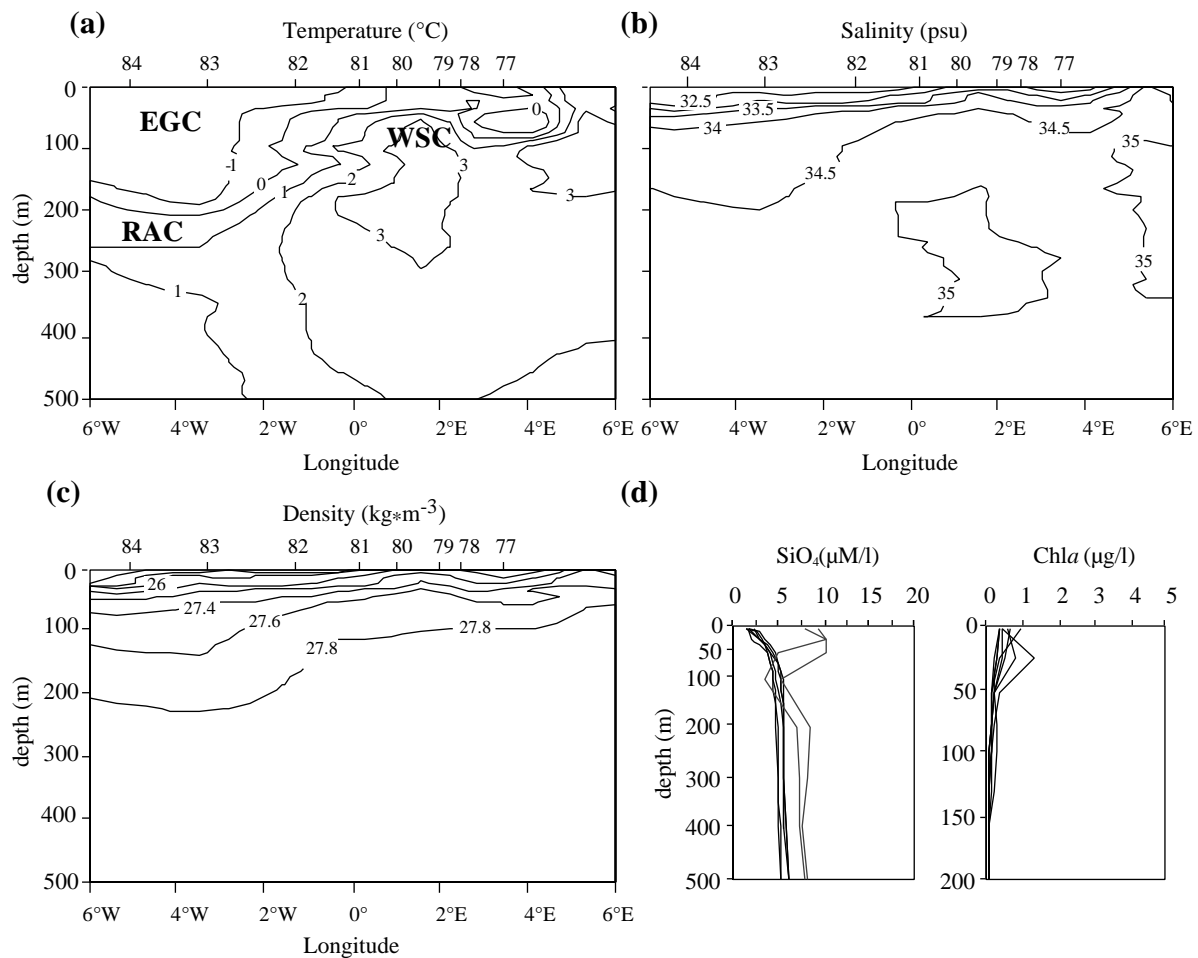 (a)
Temperature (°C)
84 83 82 81 80 79 78 77
0
100
200
300
400
500
depth (m)
EGC
WSC
RAC
-1
0
1
2
3
0
3
3
2
1
6°W 4°W 2°W 0° 2°E 4°E 6°E
Longitude
(b)
Salinity (psu)
84 83 82 81 80 79 78 77
32.5
33.5
34
34.5
34.5
35
35
35
6°W 4°W 2°W 0° 2°E 4°E 6°E
Longitude
(c)
Density (kg*m-3)
84 83 82 81 80 79 78 77
0
100
200
300
400
500
depth (m)
26
27.4
27.6
27.8
27.8
6°W 4°W 2°W 0° 2°E 4°E 6°E
Longitude
(d)
SiO4(µM/l)
0 5 10 15 20
0
50
100
200
300
400
500
depth (m)
Chla (µg/l)
0 1 2 3 4 5
0
50
100
150
200